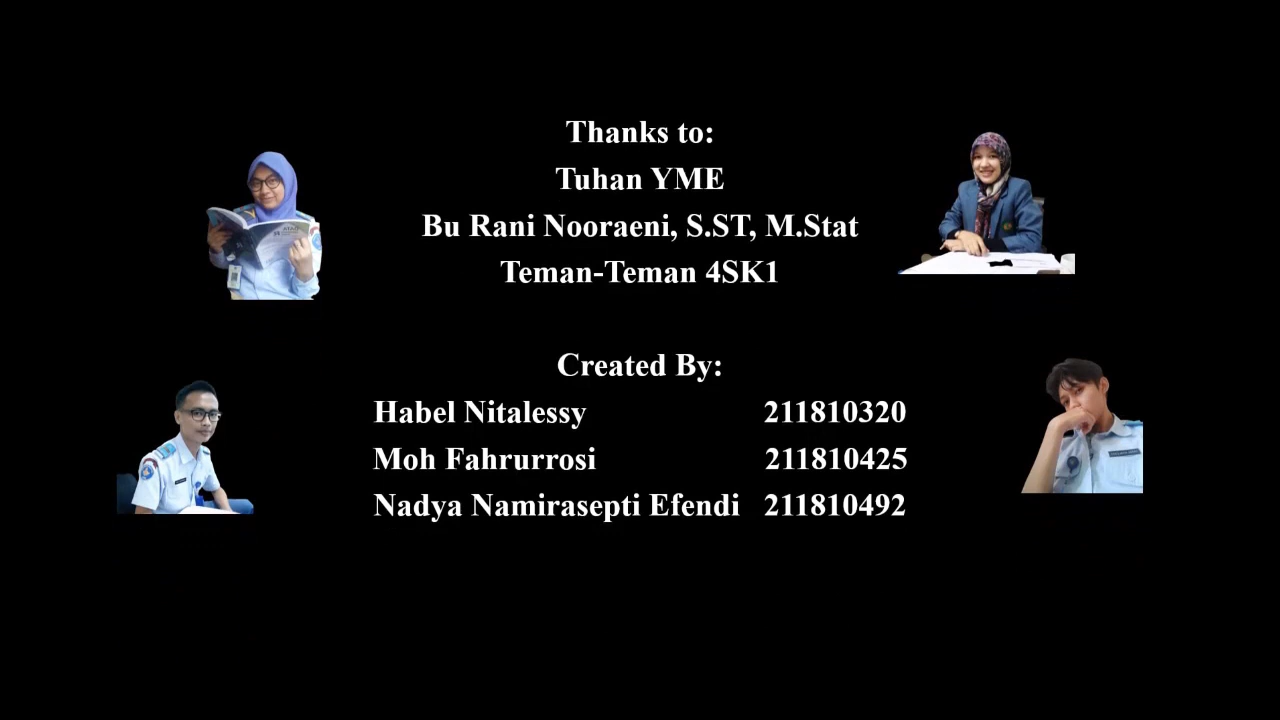 Thanks to:
Tuhan YME
Bu Rani Nooraeni, S.ST, M.Stat
Teman-Teman 4SK1
Created By:
Habel Nitalessy 211810320
Moh Fahrurrosi 211810425
Nadya Namirasepti Efendi 211810492